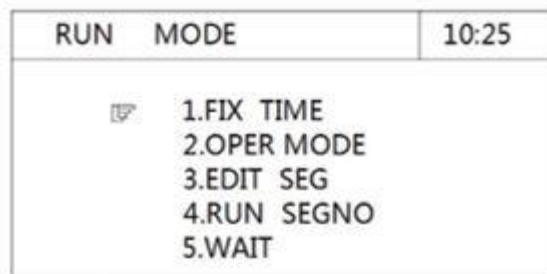 RUN MODE 10:25
1.FIX TIME
2.OPER MODE
3.EDIT SEG
4.RUN SEGNO
5.WAIT